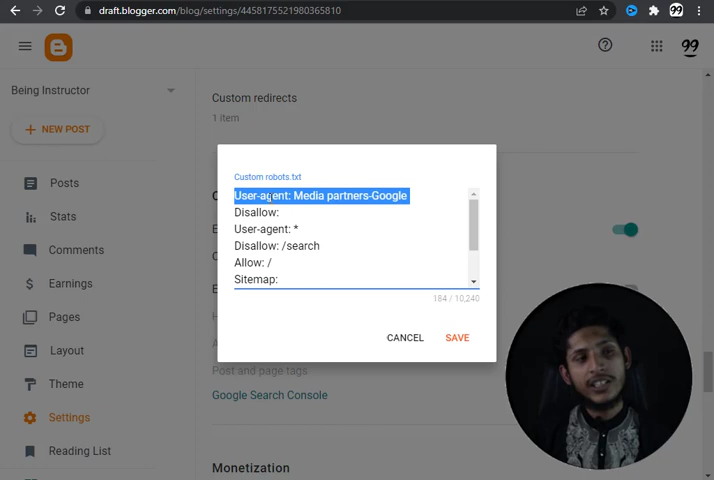 draft.blogger.com/blog/settings/4458175521980365810
99
99
Being Instructor
Custom redirects
1 item
+ NEW POST
Custom robots.txt
User-agent: Media partners-Google
Disallow:
User-agent: *
Disallow: /search
Allow: /
Sitemap:
184 / 10,240
CANCEL
SAVE
Posts
Stats
Comments
Earnings
Pages
Layout
Theme
Settings
Reading List
Post and page tags
Google Search Console
Monetization